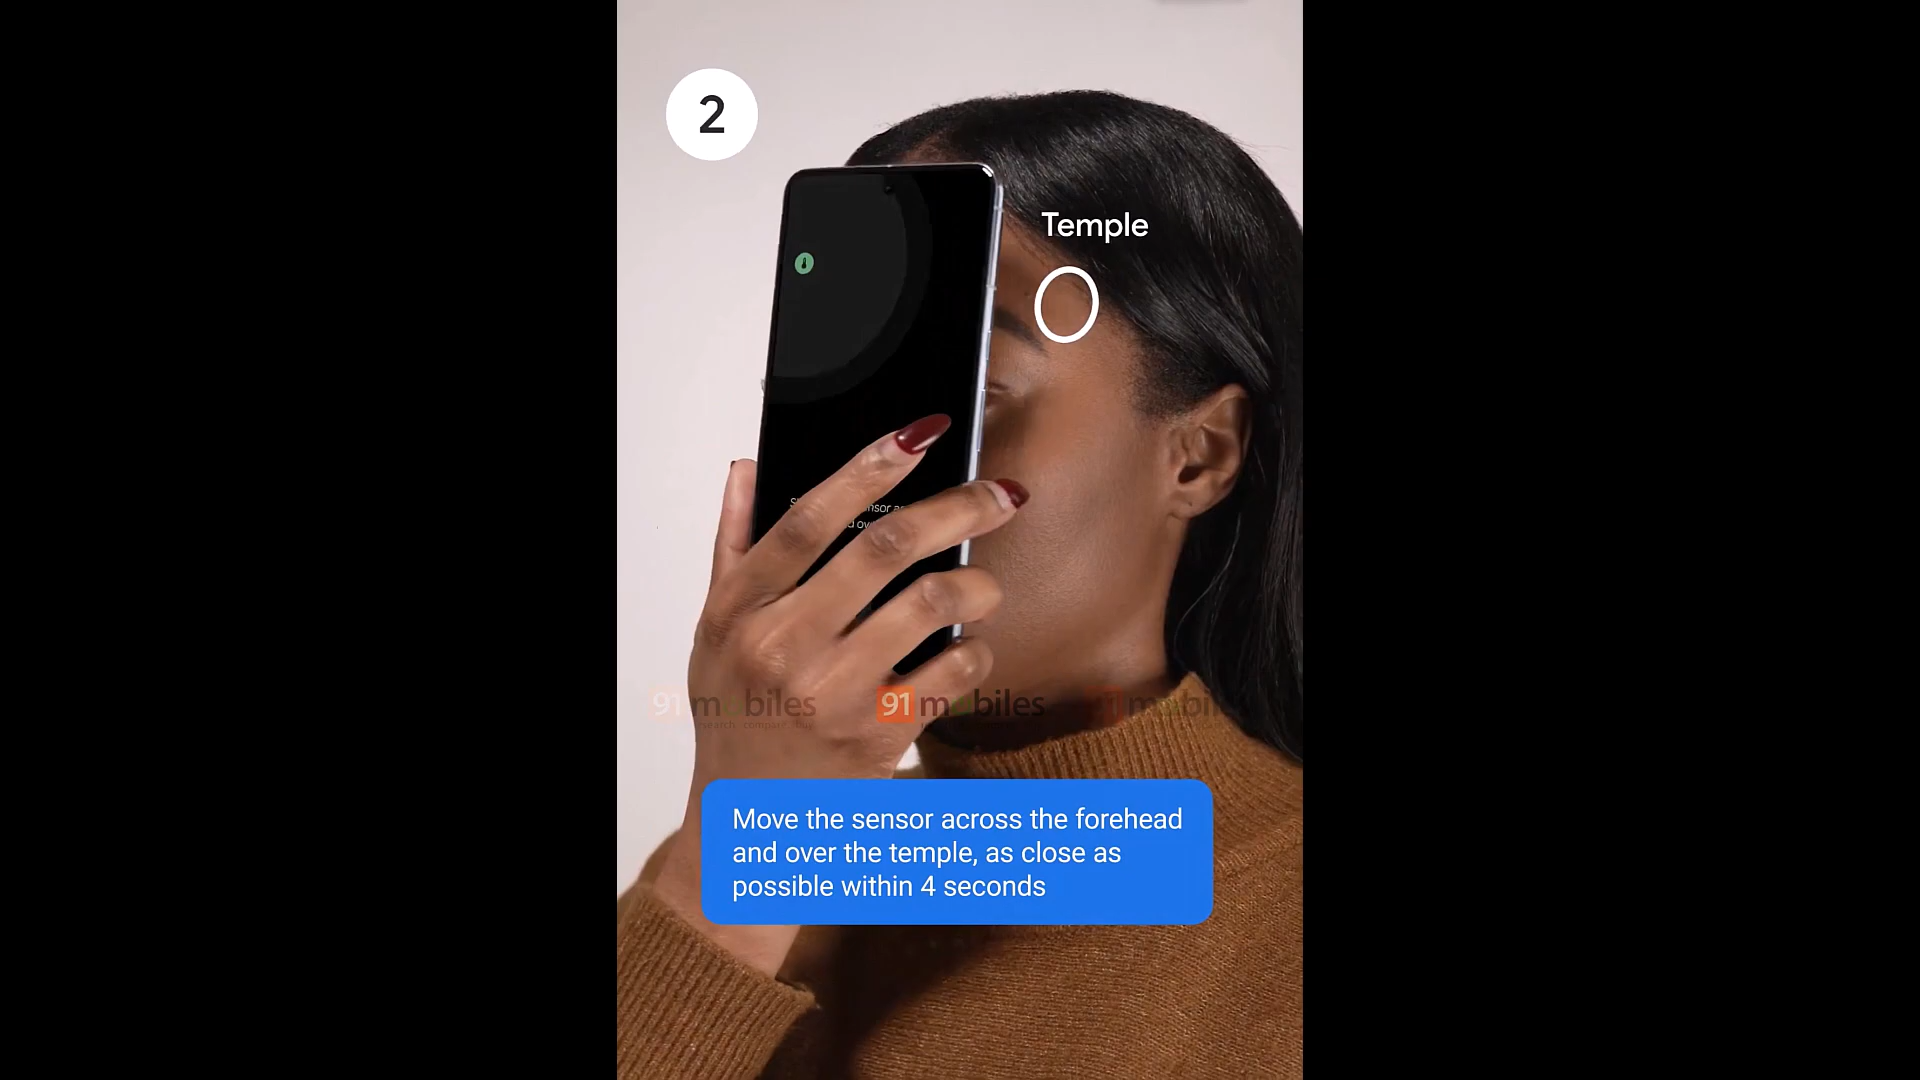 2
Temple
91mobiles
91mobiles
Move the sensor across the forehead
and over the temple, as close as
possible within 4 seconds